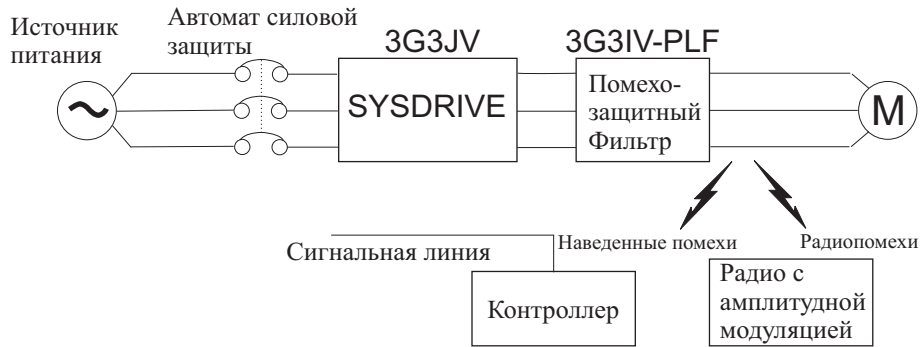 Источник
питания
Автомат силовой
защиты
3G3JV
3G3IV-PLF
SYSDRIVE
Помехо-
защитный
Фильтр
M
Сигнальная линия
Наведенные помехи
Радиопомехи
Контроллер
Радио с
амплитудной
модуляцией